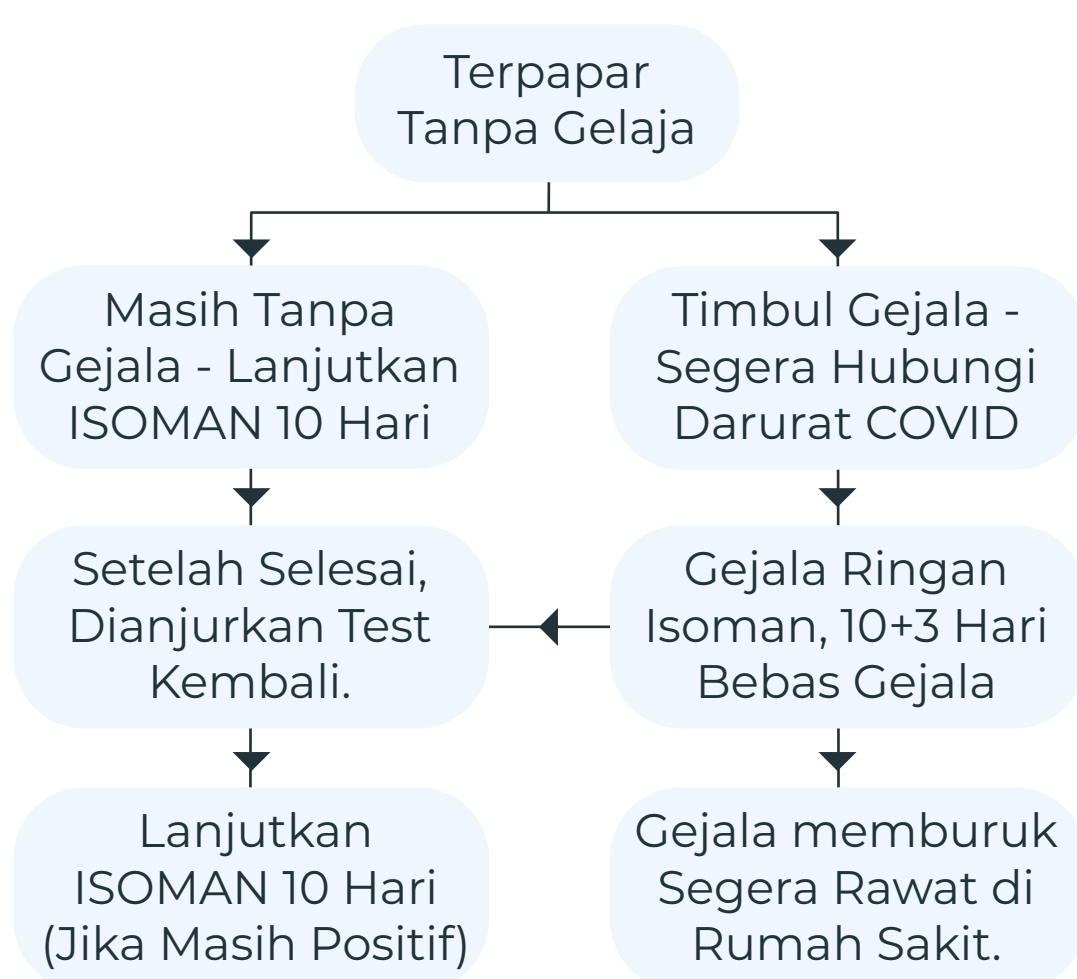 Terpapar
Tanpa Gelaja
Masih Tanpa
Gejala - Lanjutkan
ISOMAN 10 Hari
Timbul Gejala -
Segera Hubungi
Darurat COVID
Setelah Selesai,
Dianjurkan Test
Kembali.
Gejala Ringan
Isoman, 10+3 Hari
Bebas Gejala
Lanjutkan
ISOMAN 10 Hari
(Jika Masih Positif)
Gejala memburuk
Segera Rawat di
Rumah Sakit.